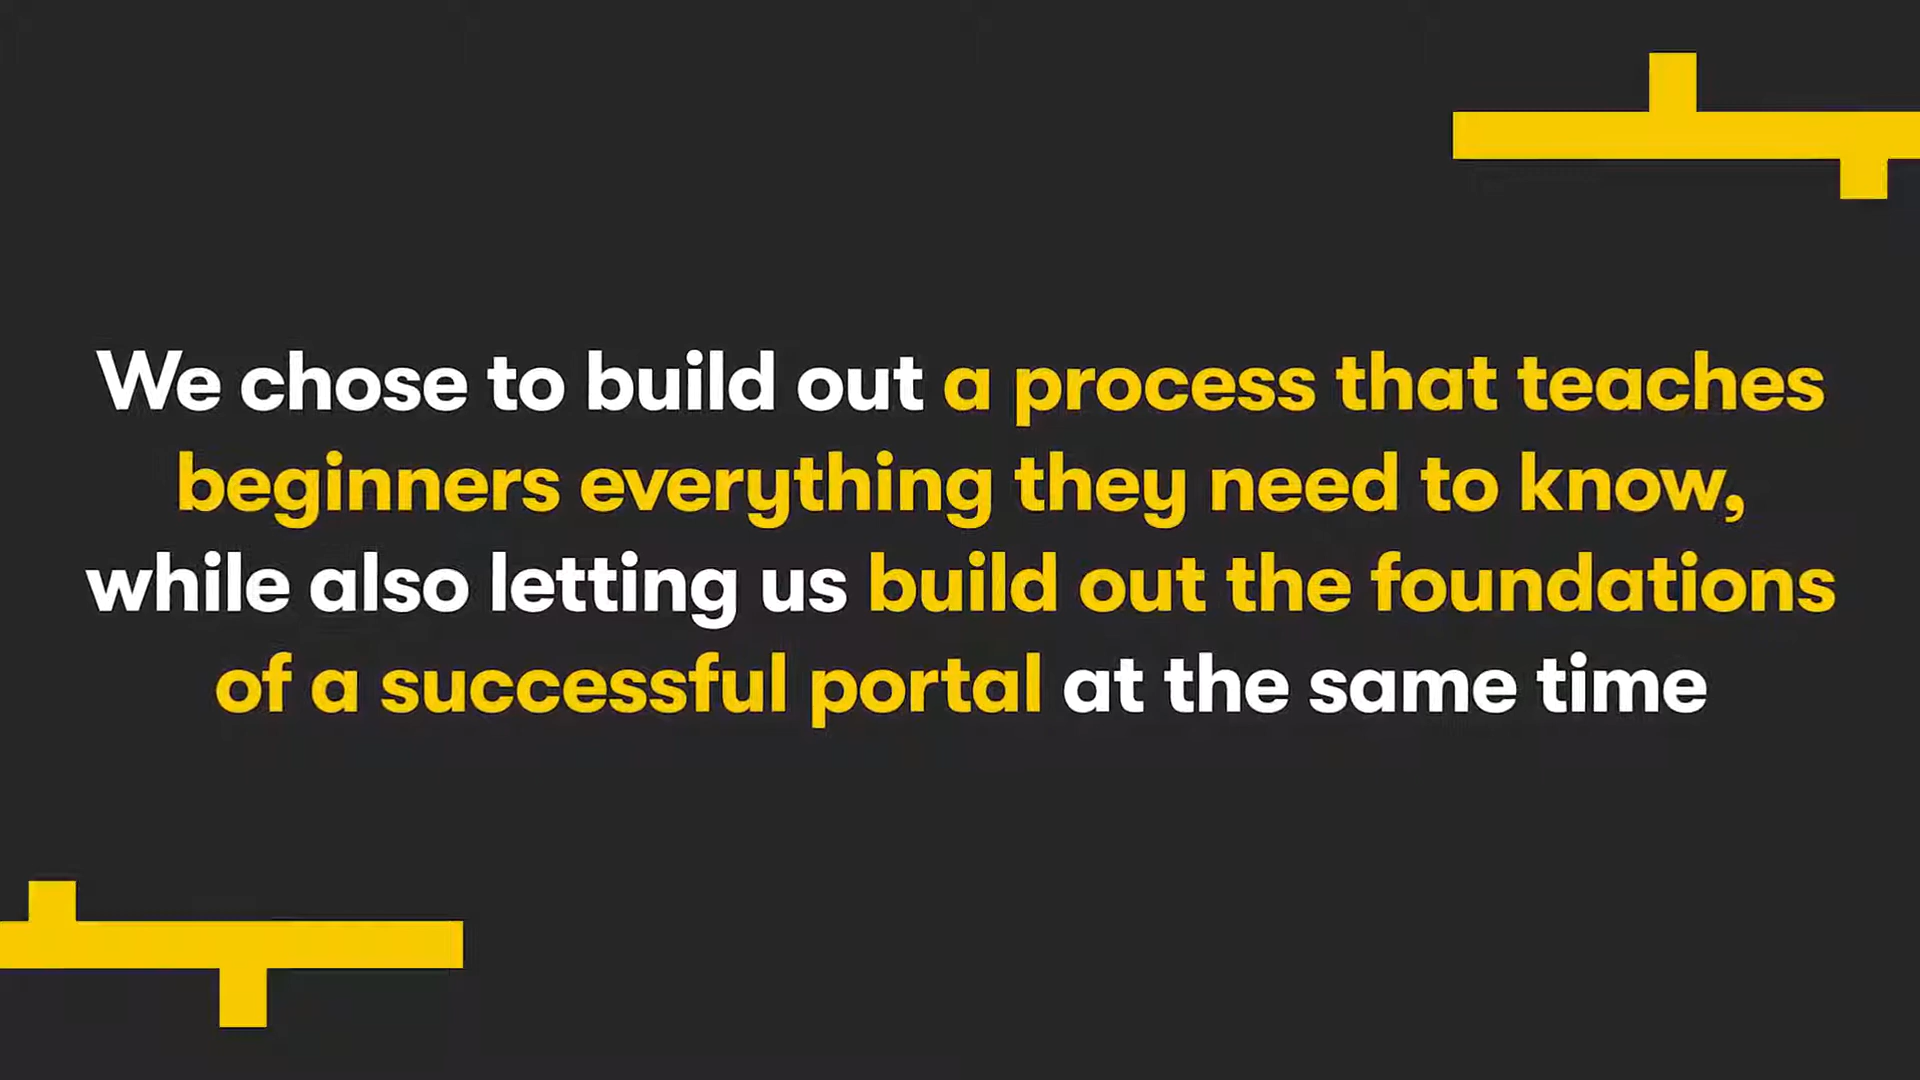 We chose to build out a process that teaches
beginners everything they need to know,
while also letting us build out the foundations
of a successful portal at the same time